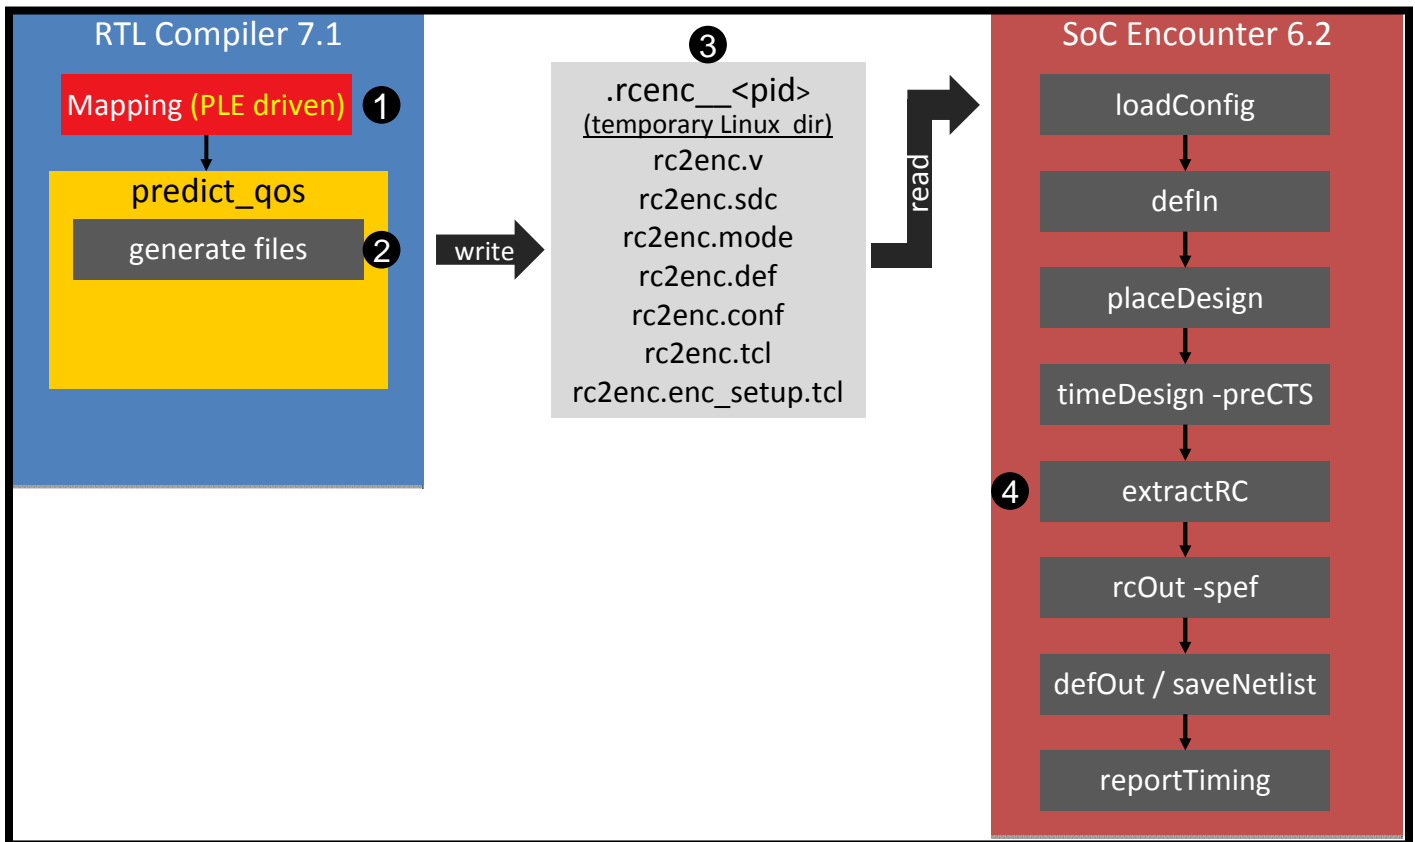 RTL Compiler 7.1
Mapping (PLE driven)
1
predict_qos
generate files
2
write
3
.rcenc__<pid>
(temporary Linux dir)
rc2enc.v
rc2enc.sdc
rc2enc.mode
rc2enc.def
rc2enc.conf
rc2enc.tcl
rc2enc.enc_setup.tcl
read
SoC Encounter 6.2
loadConfig
defIn
placeDesign
timeDesign -preCTS
4
extractRC
rcOut -spef
defOut / saveNetlist
reportTiming